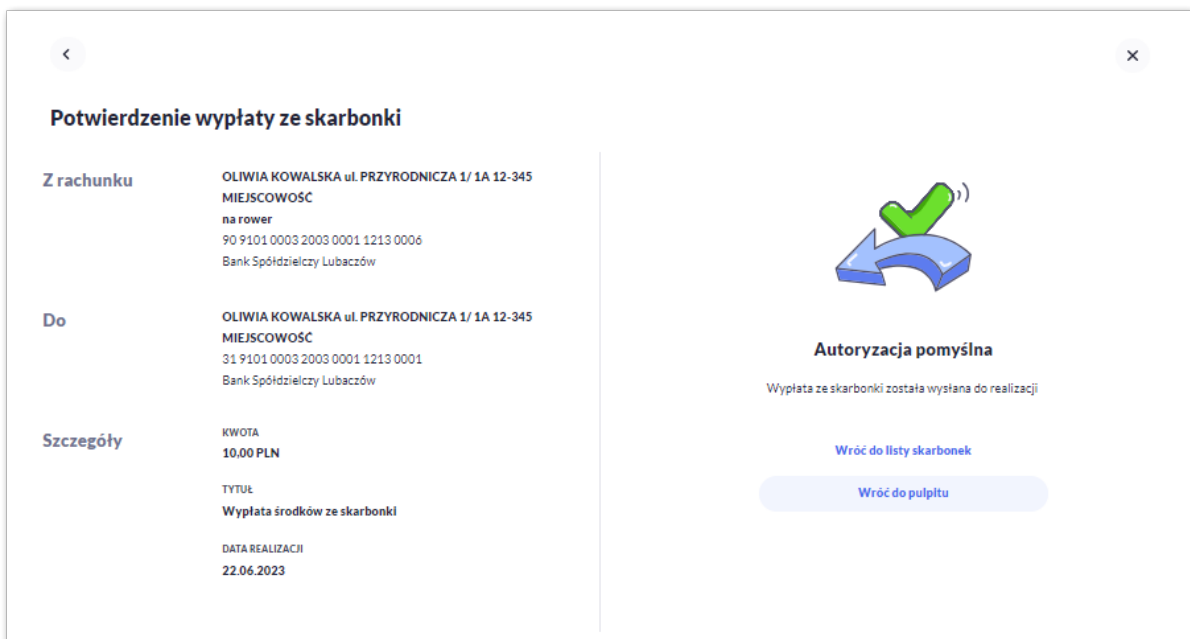 Potwierdzenie wypłaty ze skarbonki
Z rachunku
OLIWIA KOWALSKA ul. PRZYRODNICZA 1/ 1A 12-345
MIEJSCOWOŚĆ
na rower
90 9101 0003 2003 0001 1213 0006
Bank Spółdzielczy Lubaczów
Do
OLIWIA KOWALSKA ul. PRZYRODNICZA 1/ 1A 12-345
MIEJSCOWOŚĆ
31 9101 0003 2003 0001 1213 0001
Bank Spółdzielczy Lubaczów
Szczegóły
KWOTA
10,00 PLN
TYTUŁ
Wypłata środków ze skarbonki
DATA REALIZACJI
22.06.2023
Autoryzacja pomyślna
Wypłata ze skarbonki została wysłana do realizacji
Wróć do listy skarbonek
Wróć do pulpitu